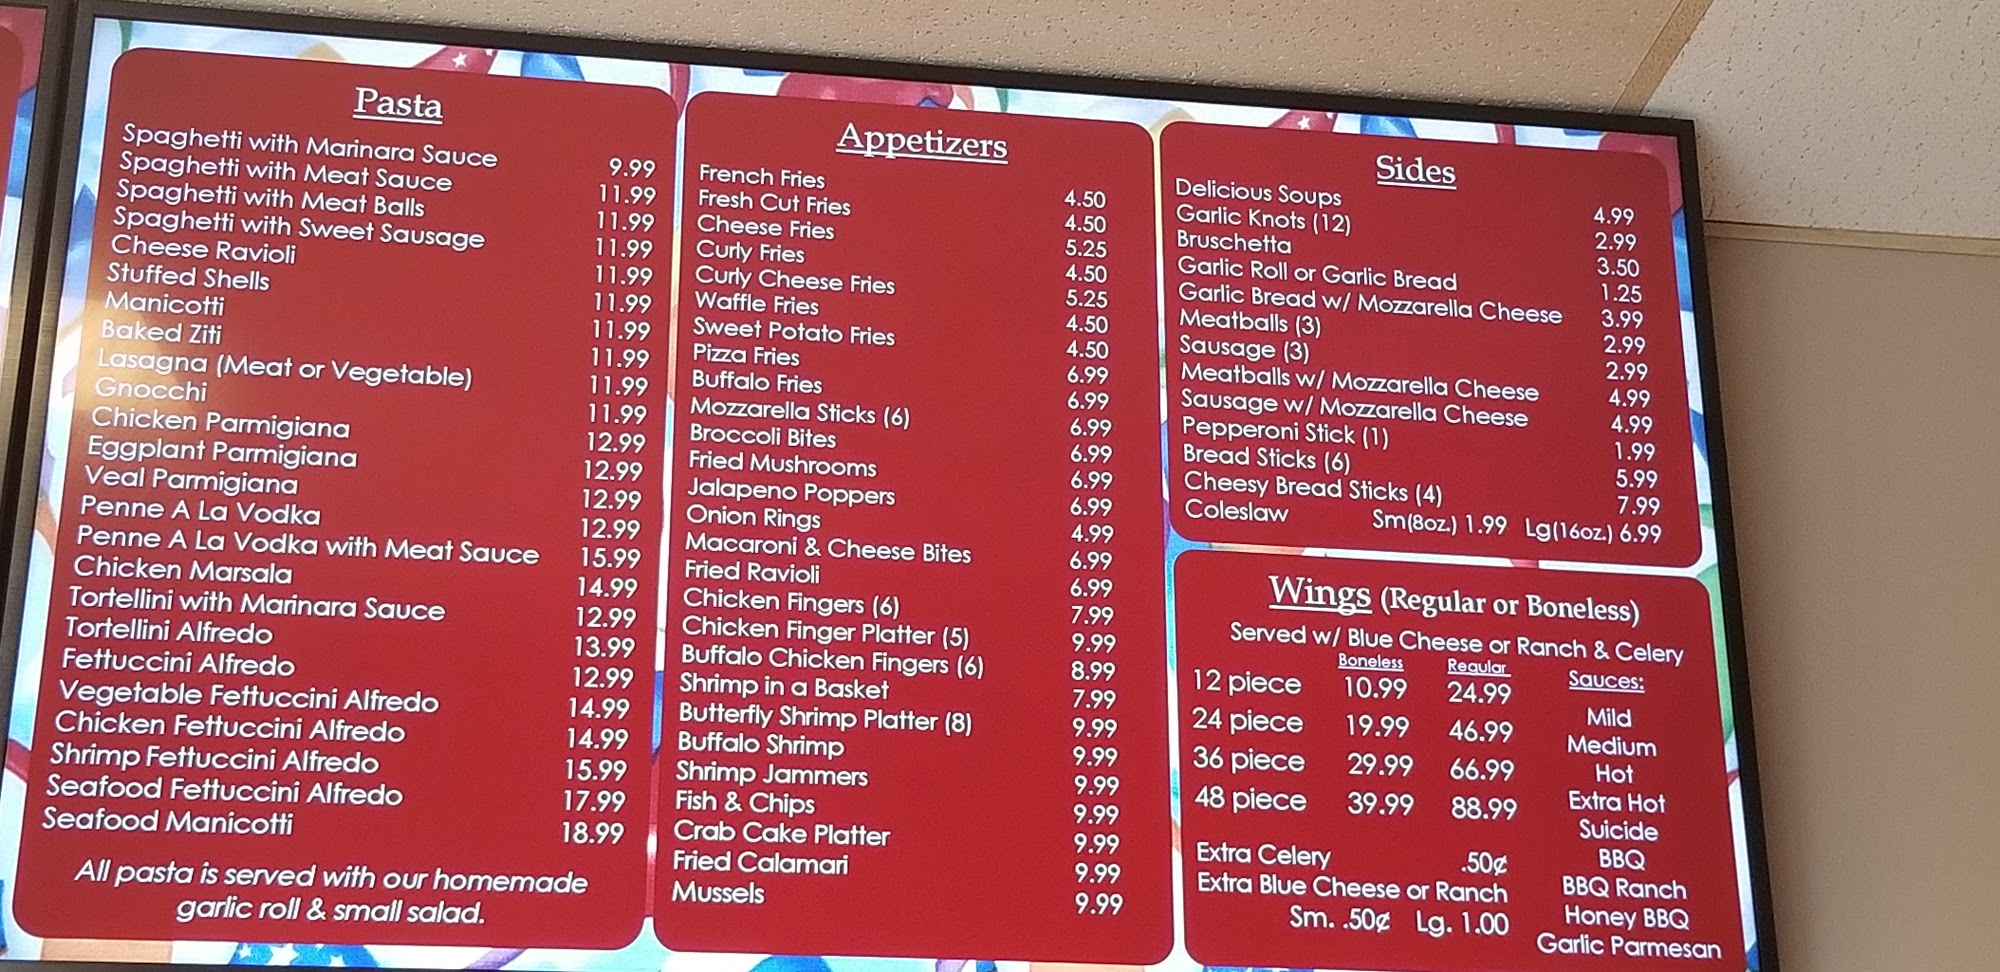 Pasta
Spaghetti with Marinara Sauce 9.99
Spaghetti with Meat Sauce 11.99
Spaghetti with Meat Balls 11.99
Spaghetti with Sweet Sausage 11.99
Cheese Ravioli 11.99
Stuffed Shells 11.99
Manicotti 11.99
Baked Ziti 11.99
Lasagna (Meat or Vegetable) 11.99
Gnocchi 11.99
Chicken Parmigiana 12.99
Eggplant Parmigiana 12.99
Veal Parmigiana 12.99
Penne A La Vodka 12.99
Penne A La Vodka with Meat Sauce 15.99
Chicken Marsala 14.99
Tortellini with Marinara Sauce 12.99
Tortellini Alfredo 13.99
Fettuccini Alfredo 12.99
Vegetable Fettuccini Alfredo 14.99
Chicken Fettuccini Alfredo 14.99
Shrimp Fettuccini Alfredo 15.99
Seafood Fettuccini Alfredo 17.99
Seafood Manicotti 18.99
All pasta is served with our homemade
garlic roll & small salad.
Appetizers
French Fries 4.50
Fresh Cut Fries 4.50
Cheese Fries 5.25
Curly Fries 4.50
Curly Cheese Fries 5.25
Waffle Fries 4.50
Sweet Potato Fries 4.50
Pizza Fries 6.99
Buffalo Fries 6.99
Mozzarella Sticks (6) 6.99
Broccoli Bites 6.99
Fried Mushrooms 6.99
Jalapeno Poppers 6.99
Onion Rings 4.99
Macaroni & Cheese Bites 6.99
Fried Ravioli 6.99
Chicken Fingers (6) 7.99
Chicken Finger Platter (5) 9.99
Buffalo Chicken Fingers (6) 8.99
Shrimp in a Basket 7.99
Butterfly Shrimp Platter (8) 9.99
Buffalo Shrimp 9.99
Shrimp Jammers 9.99
Fish & Chips 9.99
Crab Cake Platter 9.99
Fried Calamari 9.99
Mussels 9.99
Sides
Delicious Soups 4.99
Garlic Knots (12) 2.99
Bruschetta 3.50
Garlic Roll or Garlic Bread 1.25
Garlic Bread w/ Mozzarella Cheese 3.99
Meatballs (3) 2.99
Sausage (3) 2.99
Meatballs w/ Mozzarella Cheese 4.99
Sausage w/ Mozzarella Cheese 4.99
Pepperoni Stick (1) 1.99
Bread Sticks (6) 5.99
Cheesy Bread Sticks (4) 7.99
Coleslaw Sm(8oz.) 1.99 Lg(16oz.) 6.99
Wings (Regular or Boneless)
Served w/ Blue Cheese or Ranch & Celery
Boneless Regular
12 piece 10.99 24.99
24 piece 19.99 46.99
36 piece 29.99 66.99
48 piece 39.99 88.99
Extra Celery .50¢
Extra Blue Cheese or Ranch
Sm. .50¢ Lg. 1.00
Sauces:
Mild
Medium
Hot
Extra Hot
Suicide
BBQ
BBQ Ranch
Honey BBQ
Garlic Parmesan